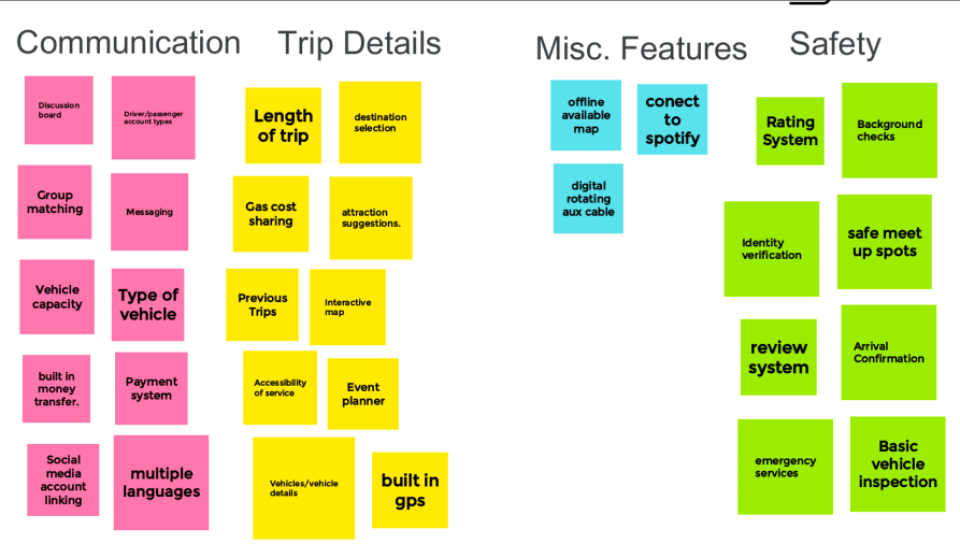 Communication
Discussion
board
Driver/passenger
account types
Group
matching
Messaging
Vehicle
capacity
Type of
vehicle
built in
money
transfer.
Payment
system
Social
media
account
linking
multiple
languages
Trip Details
Length
of trip
destination
selection
Gas cost
sharing
attraction
suggestions.
Previous
Trips
Interactive
map
Accessibility
of service
Event
planner
Vehicles/vehicle
details
built in
gps
Misc. Features
offline
available
map
conect
to
spotify
digital
rotating
aux cable
Safety
Rating
System
Background
checks
Identity
verification
safe meet
up spots
review
system
Arrival
Confirmation
emergency
services
Basic
vehicle
inspection